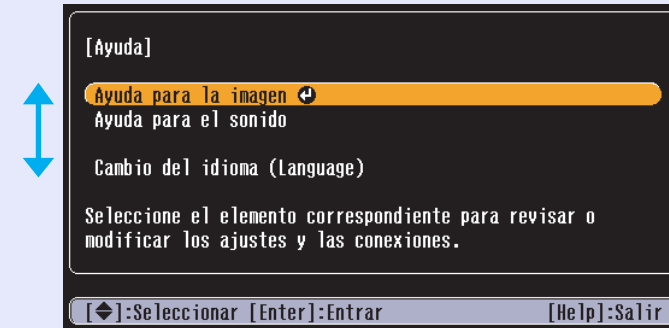 [Ayuda]
Ayuda para la imagen
Ayuda para el sonido
Cambio del idioma (Language)
Seleccione el elemento correspondiente para revisar o
modificar los ajustes y las conexiones.
[◆]:Seleccionar [Enter]:Entrar [Help]:Salir